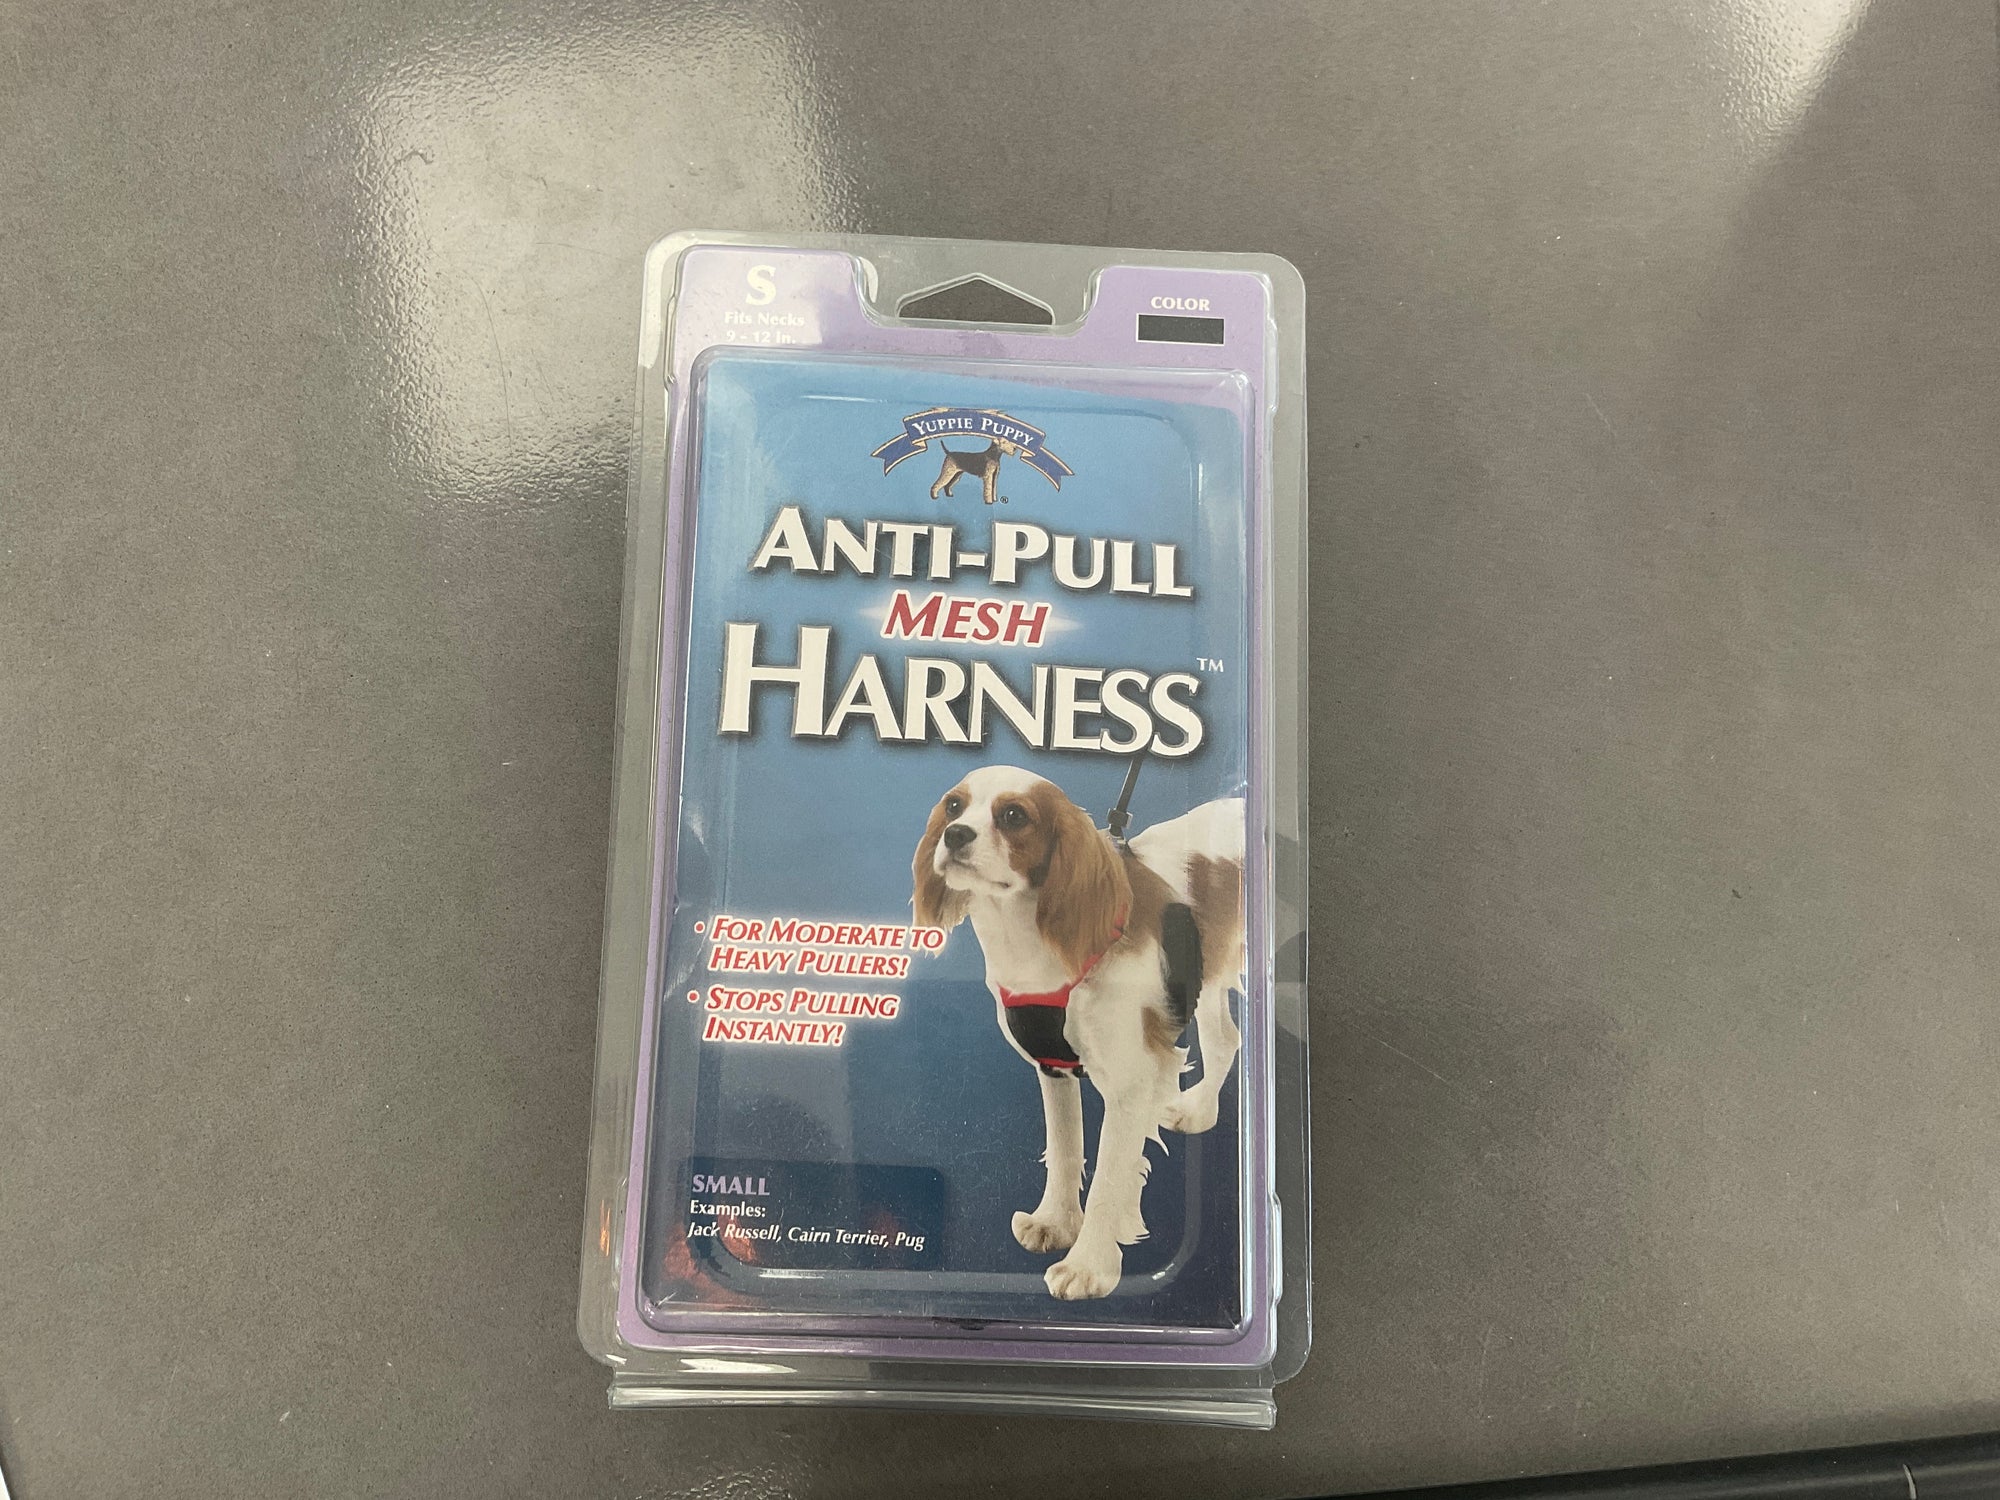 S
Fits Necks
9 - 12 in.
COLOR
YUPPIE PUPPY
®
ANTI-PULL
MESH
HARNESS™
• FOR MODERATE TO
HEAVY PULLERS!
• STOPS PULLING
INSTANTLY!
SMALL
Examples:
Jack Russell, Cairn Terrier, Pug